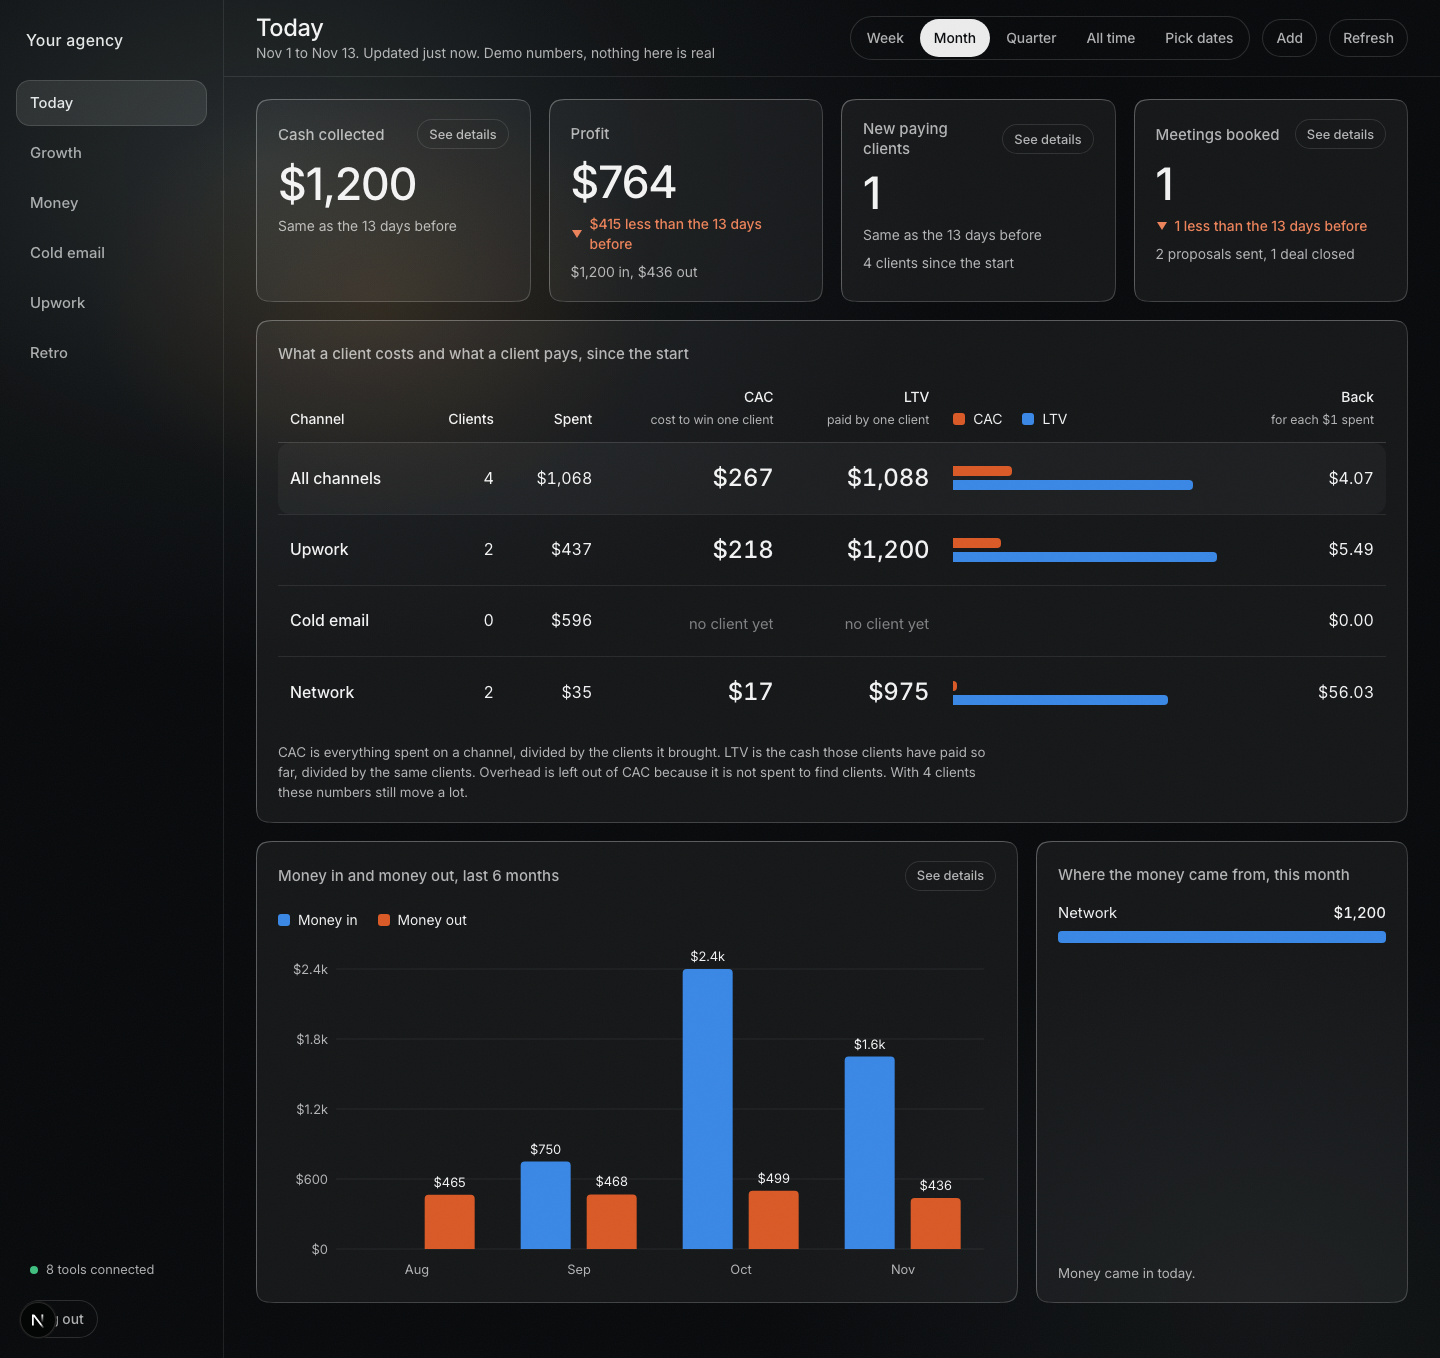 Your agency
Today
Growth
Money
Cold email
Upwork
Retro
8 tools connected
out
Today
Nov 1 to Nov 13. Updated just now. Demo numbers, nothing here is real
Week Month Quarter All time Pick dates Add Refresh
Cash collected See details
$1,200
Same as the 13 days before
Profit
$764
$415 less than the 13 days
before
$1,200 in, $436 out
New paying
clients
See details
1
Same as the 13 days before
4 clients since the start
Meetings booked See details
1
1 less than the 13 days before
2 proposals sent, 1 deal closed
What a client costs and what a client pays, since the start
CAC LTV Back
Channel Clients Spent cost to win one client paid by one client CAC LTV for each $1 spent
All channels 4 $1,068 $267 $1,088 $4.07
Upwork 2 $437 $218 $1,200 $5.49
Cold email 0 $596 no client yet no client yet $0.00
Network 2 $35 $17 $975 $56.03
CAC is everything spent on a channel, divided by the clients it brought. LTV is the cash those clients have paid so
far, divided by the same clients. Overhead is left out of CAC because it is not spent to find clients. With 4 clients
these numbers still move a lot.
Money in and money out, last 6 months See details
Money in Money out
$2.4k
$1.8k
$1.2k
$600
$0
$465
$750
$468
$2.4k
$499
$1.6k
$436
Aug Sep Oct Nov
Where the money came from, this month
Network $1,200
Money came in today.
N